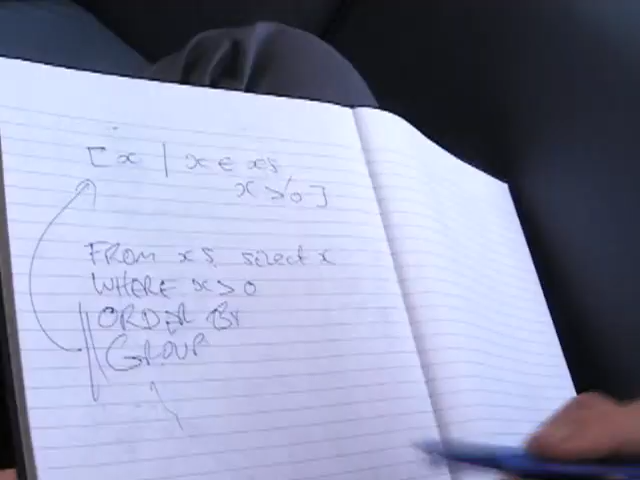 [ x | x ∈ xs,
x > 0 ]
FROM xs select x
WHERE x > 0
ORDER BY
GROUP